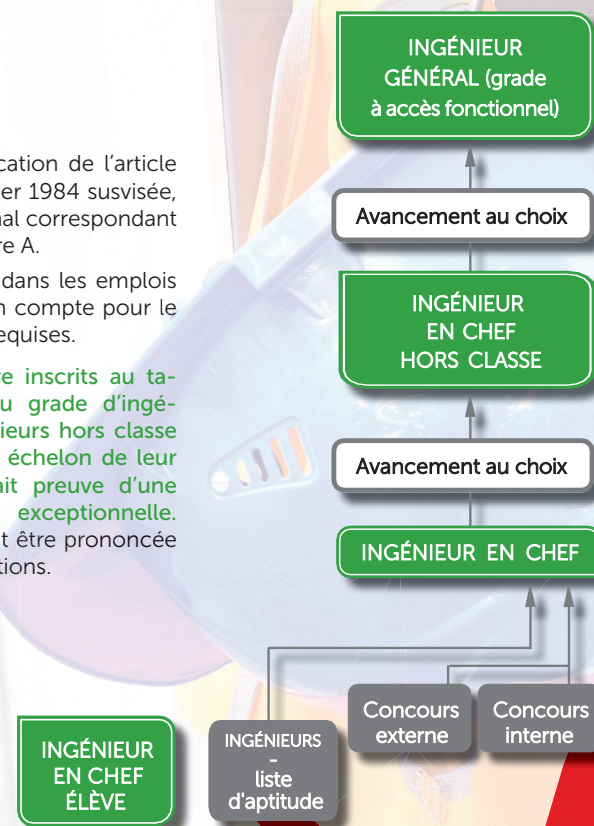 cation de l'article
er 1984 susvisée,
nal correspondant
re A.
dans les emplois
n compte pour le
equises.
re inscrits au ta-
u grade d'ingé-
ieurs hors classe
échelon de leur
ait preuve d'une
exceptionnelle.
t être prononcée
tions.
INGÉNIEUR
GÉNÉRAL (grade
à accès fonctionnel)
Avancement au choix
INGÉNIEUR
EN CHEF
HORS CLASSE
Avancement au choix
INGÉNIEUR EN CHEF
Concours
externe
Concours
interne
INGÉNIEURS
-
liste
d'aptitude
INGÉNIEUR
EN CHEF
ÉLÈVE